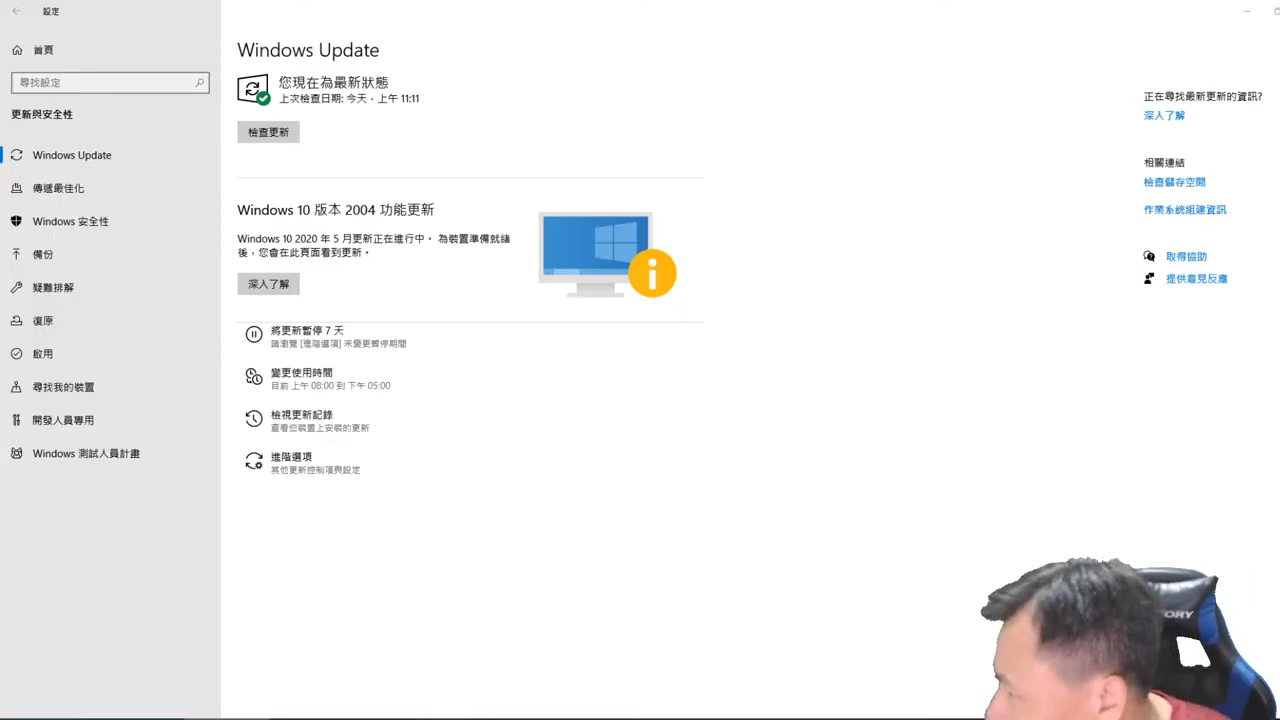 設定
首頁
尋找設定
更新與安全性
Windows Update
傳遞最佳化
Windows 安全性
備份
疑難排解
復原
啟用
尋找我的裝置
開發人員專用
Windows 測試人員計畫
Windows Update
您現在為最新狀態
上次檢查日期: 今天，上午 11:11
檢查更新
Windows 10 版本 2004 功能更新
Windows 10 2020 年 5 月更新正在進行中。 為裝置準備就緒
後，您會在此頁面看到更新。
深入了解
將更新暫停 7 天
請瀏覽 [進階選項] 來變更暫停期間
變更使用時間
目前 上午 08:00 到 下午 05:00
檢視更新記錄
查看您裝置上安裝的更新
進階選項
其他更新控制項與設定
正在尋找最新更新的資訊?
深入了解
相關連結
檢查儲存空間
作業系統組建資訊
取得協助
提供意見反應